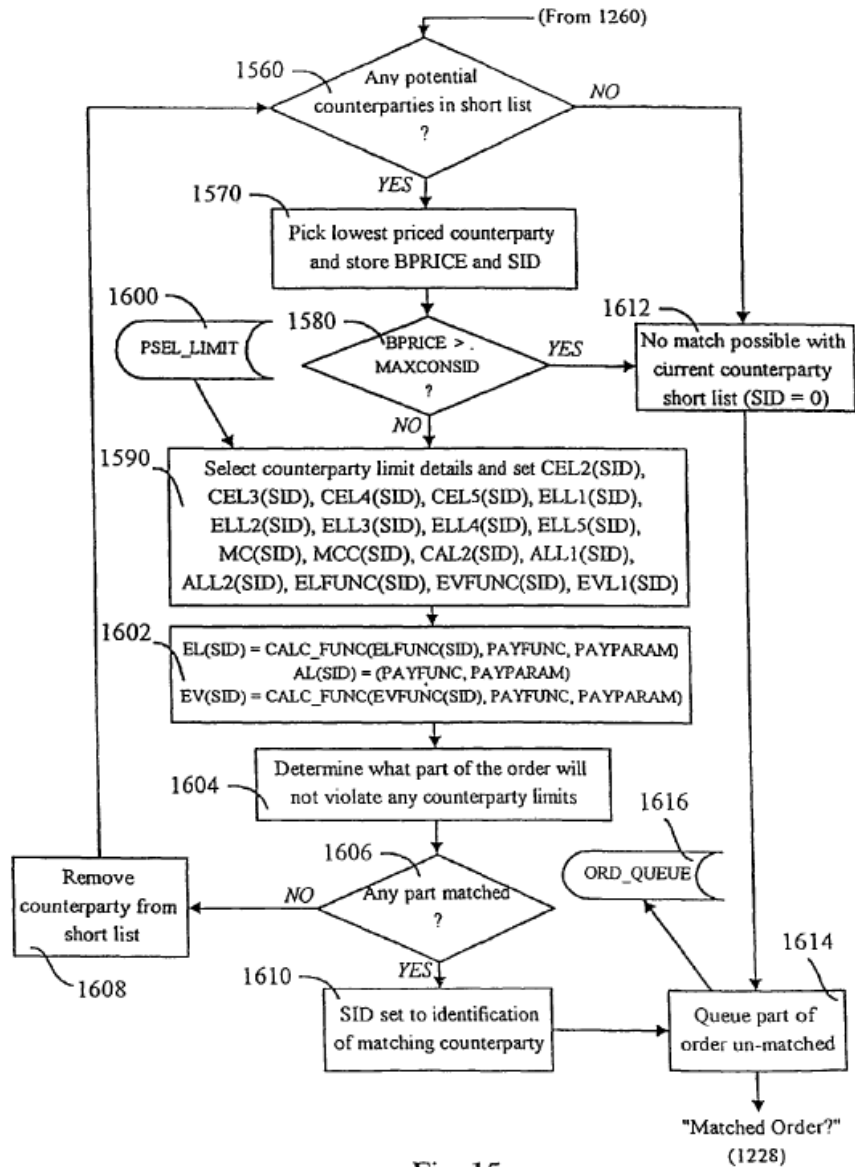 (From 1260)
1560
Any potential
counterparties in short list
?
NO
YES
1570
Pick lowest priced counterparty
and store BPRICE and SID
1600
PSEL_LIMIT
1580
BPRICE > .
MAXCONSID
?
YES
NO
1612
No match possible with
current counterparty
short list (SID = 0)
1590
Select counterparty limit details and set CEL2(SID),
CEL3(SID), CEL4(SID), CEL5(SID), ELL1(SID),
ELL2(SID), ELL3(SID), ELL4(SID), ELL5(SID),
MC(SID), MCC(SID), CAL2(SID), ALL1(SID),
ALL2(SID), ELFUNC(SID), EVFUNC(SID), EVL1(SID)
1602
EL(SID) = CALC_FUNC(ELFUNC(SID), PAYFUNC, PAYPARAM)
AL(SID) = (PAYFUNC, PAYPARAM)
EV(SID) = CALC_FUNC(EVFUNC(SID), PAYFUNC, PAYPARAM)
1604
Determine what part of the order will
not violate any counterparty limits
1606
Any part matched
?
NO
YES
Remove
counterparty from
short list
1608
1616
ORD_QUEUE
1610
SID set to identification
of matching counterparty
1614
Queue part of
order un-matched
"Matched Order?"
(1228)